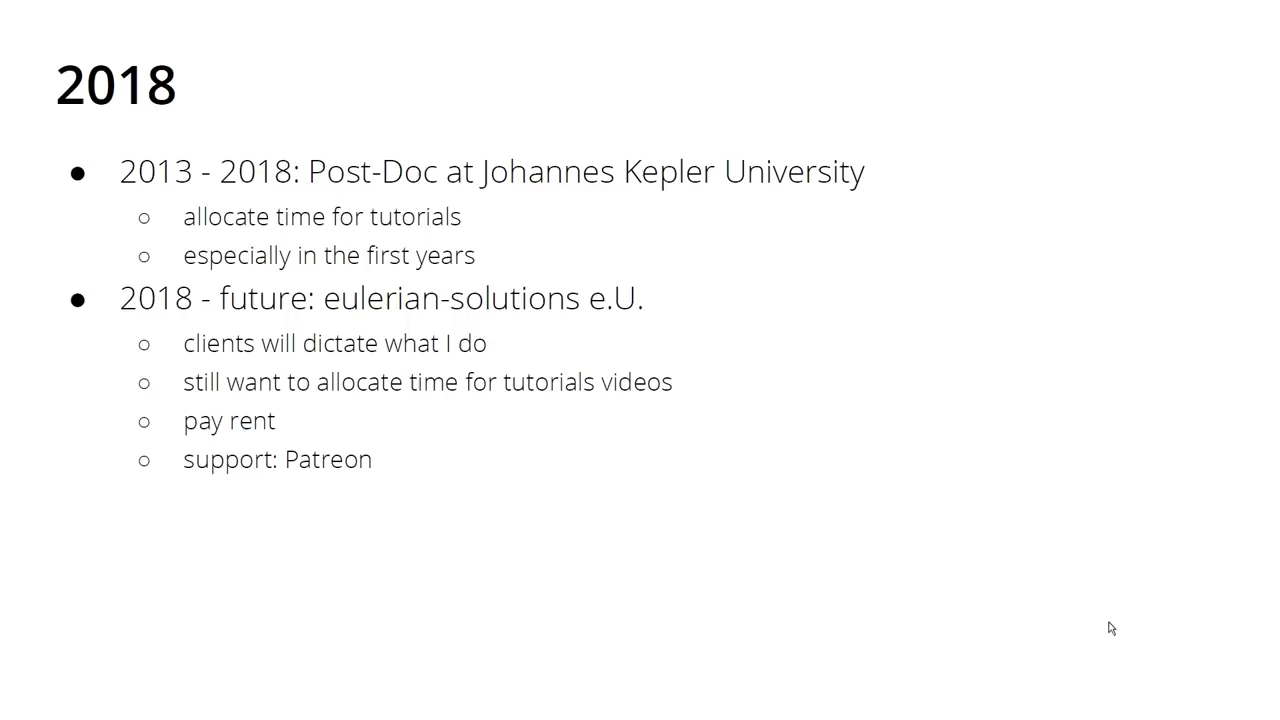 2018
● 2013 - 2018: Post-Doc at Johannes Kepler University
○ allocate time for tutorials
○ especially in the first years
● 2018 - future: eulerian-solutions e.U.
○ clients will dictate what I do
○ still want to allocate time for tutorials videos
○ pay rent
○ support: Patreon